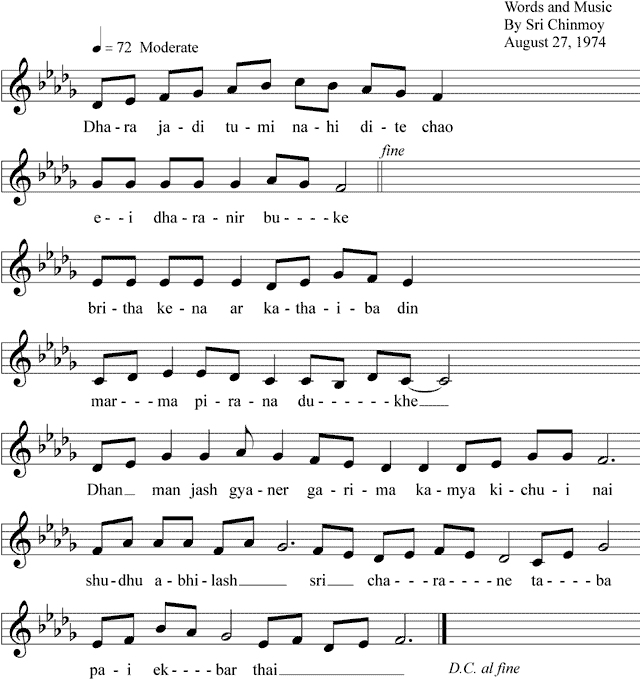 Words and Music
By Sri Chinmoy
August 27, 1974
= 72 Moderate
Dha-ra ja-di tu-mi na-hi di-te chao
fine
e---i dha-ra-nir bu----ke
bri-tha ke-na ar ka-tha-i-ba din
mar---ma pi-ra-na du------khe
Dhan man jash gya-ner ga-ri-ma ka-mya ki-chu-i nai
shu-dhu a-bhi-lash sri cha---ra---ne ta----ba
pa-i ek----bar thai
D.C. al fine